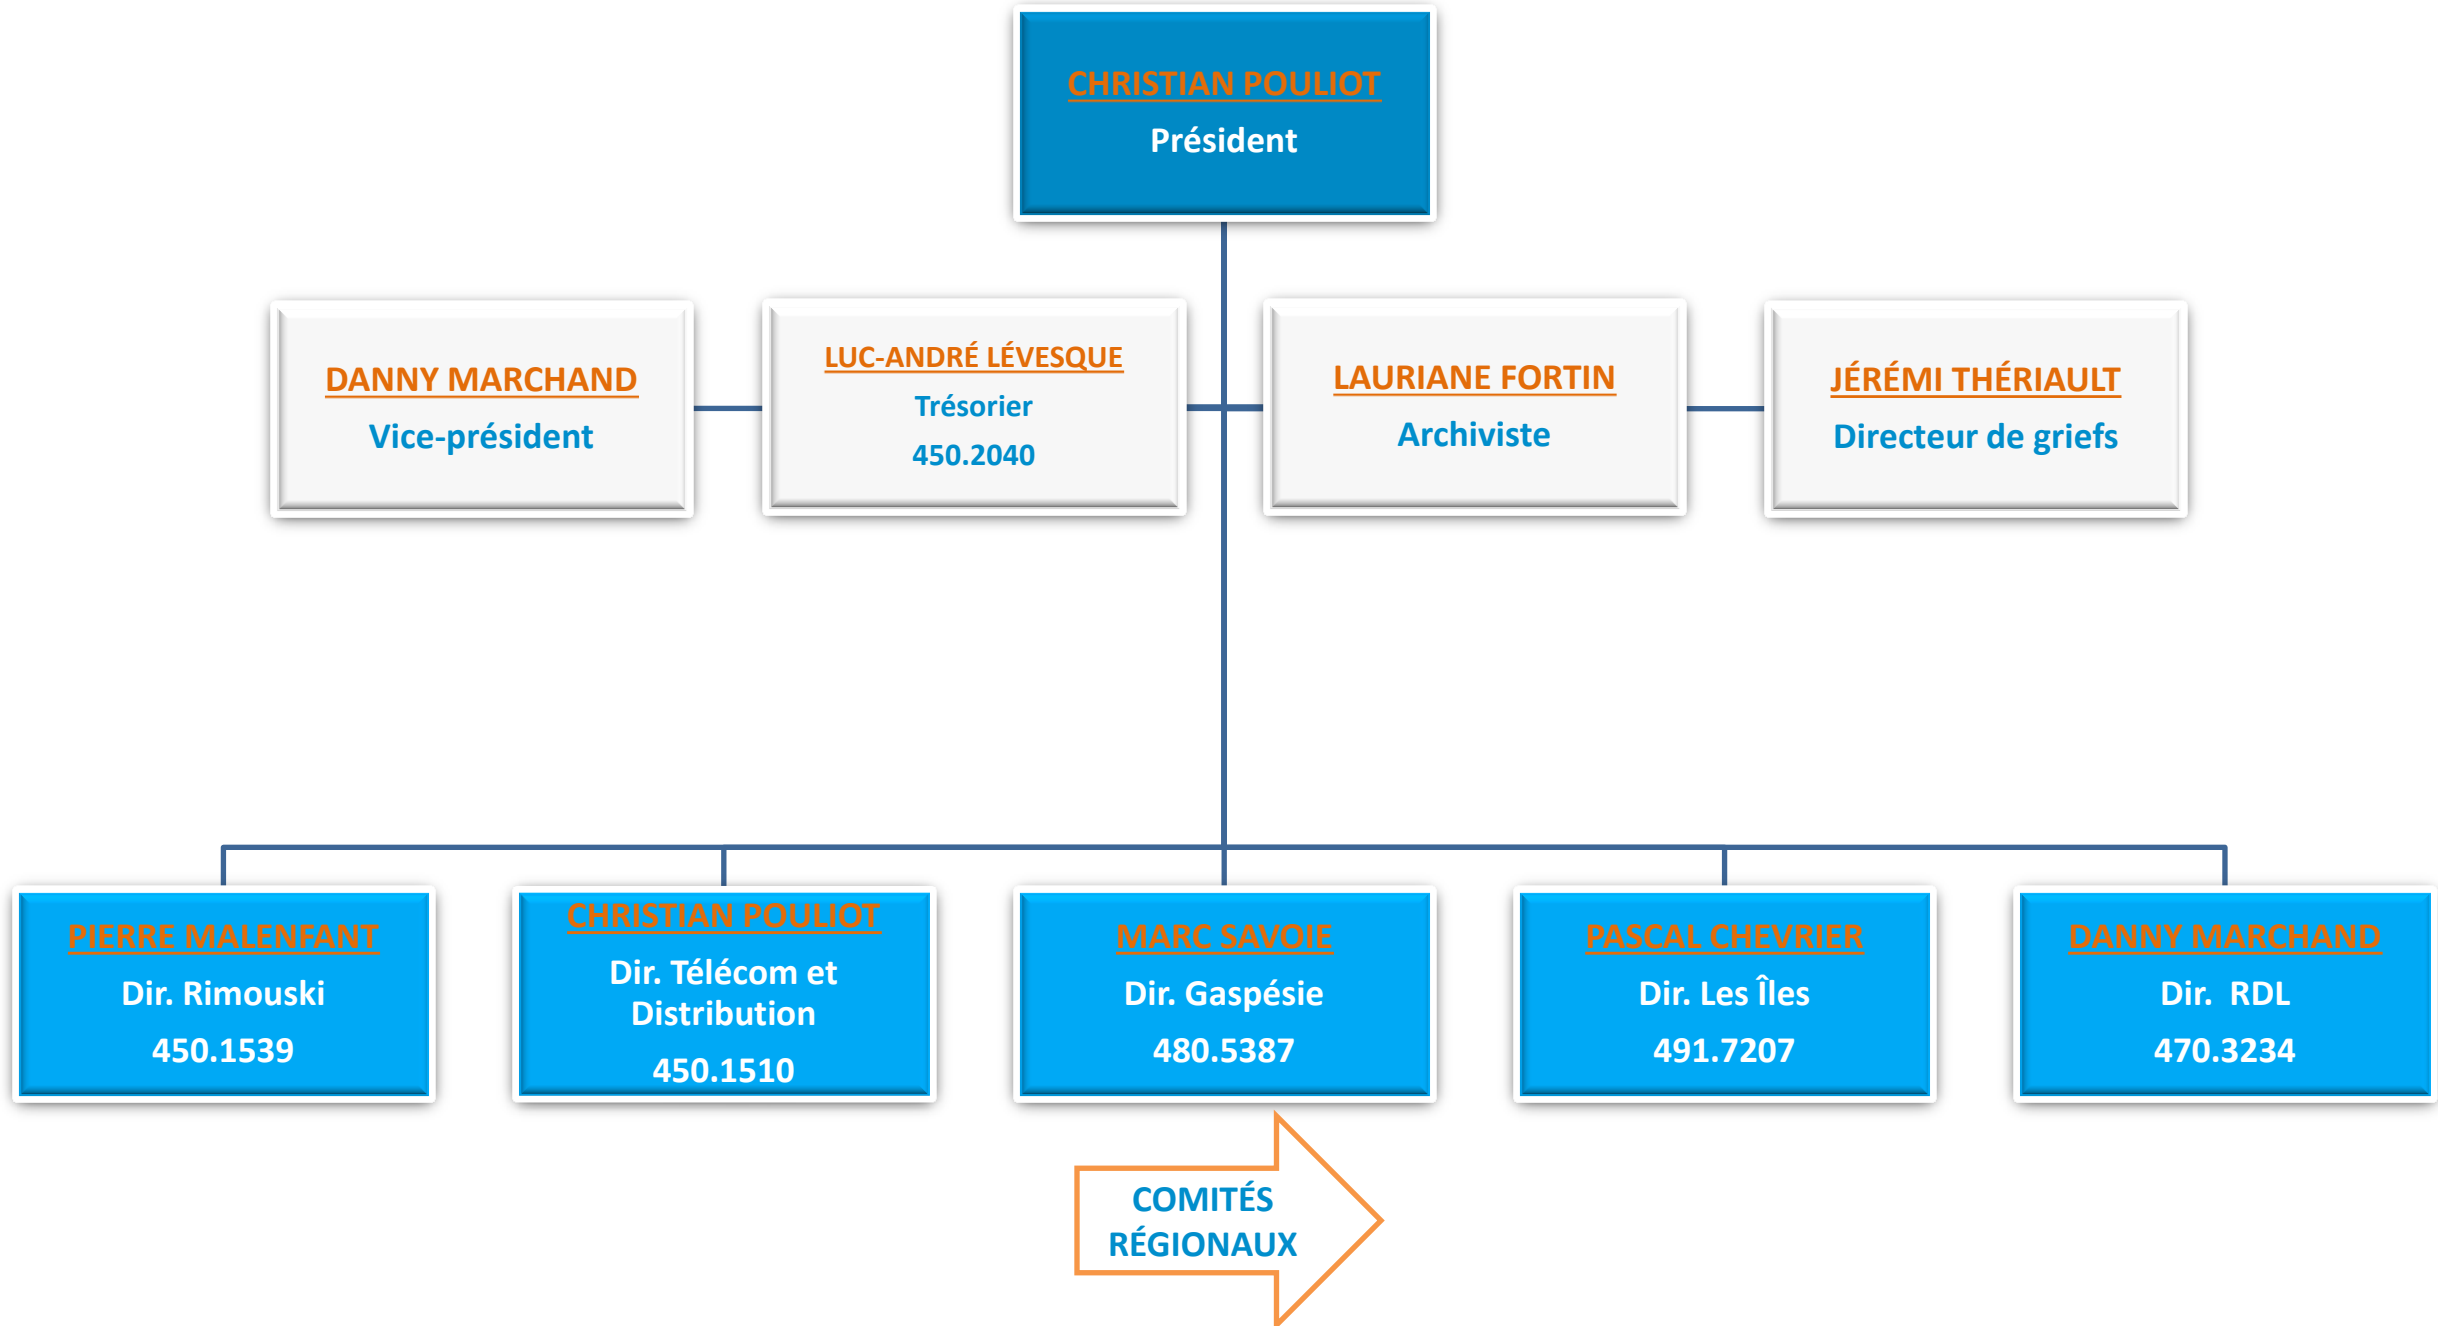 CHRISTIAN POULIOT
Président
DANNY MARCHAND
Vice-président
LUC-ANDRÉ LÉVESQUE
Trésorier
450.2040
LAURIANE FORTIN
Archiviste
JÉRÉMI THÉRIAULT
Directeur de griefs
PIERRE MALENFANT
Dir. Rimouski
450.1539
CHRISTIAN POULIOT
Dir. Télécom et
Distribution
450.1510
MARC SAVOIE
Dir. Gaspésie
480.5387
PASCAL CHEVRIER
Dir. Les Îles
491.7207
DANNY MARCHAND
Dir. RDL
470.3234
COMITÉS
RÉGIONAUX